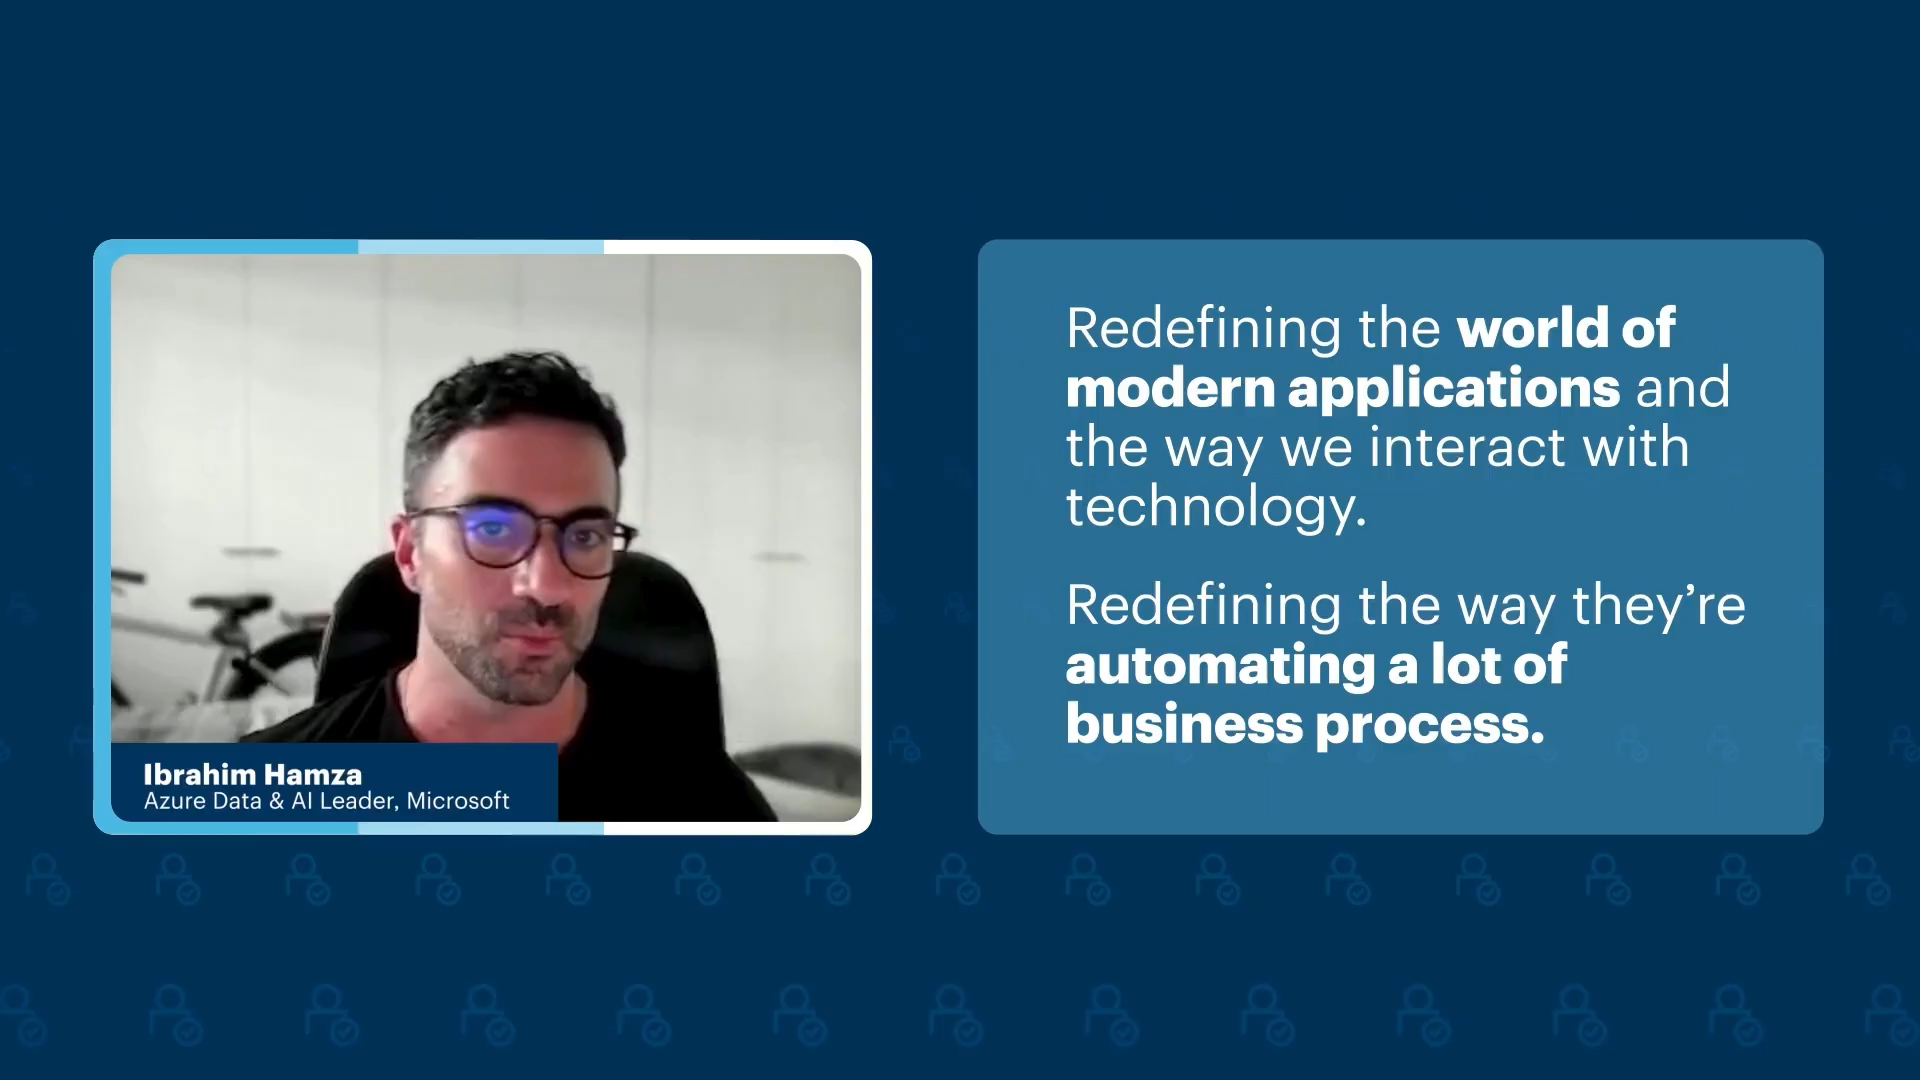 Ibrahim Hamza
Azure Data & AI Leader, Microsoft
Redefining the world of
modern applications and
the way we interact with
technology.
Redefining the way they’re
automating a lot of
business process.